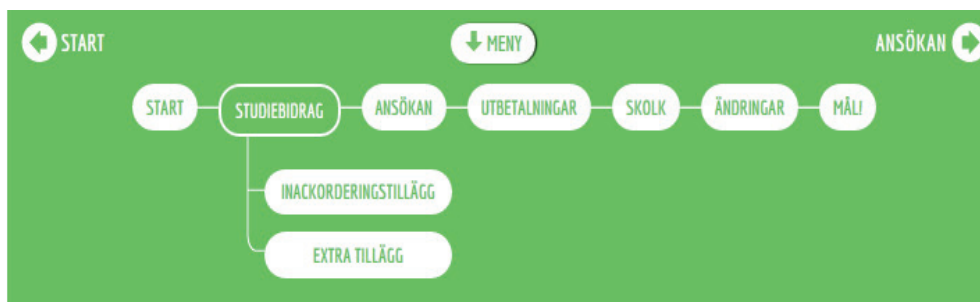 START
MENY
ANSÖKAN
START
STUDIEBIDRAG
ANSÖKAN
UTBETALNINGAR
SKOLK
ÄNDRINGAR
MÅL!
INACKORDERINGSTILLÄGG
EXTRA TILLÄGG